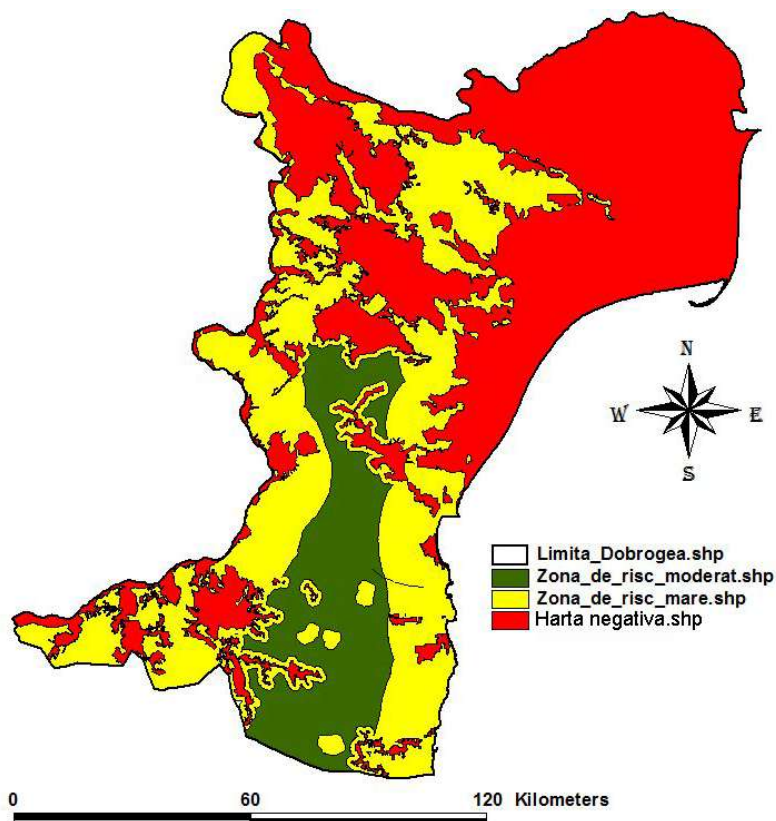 N
W E
S
Limita_Dobrogea.shp
Zona_de_risc_moderat.shp
Zona_de_risc_mare.shp
Harta negativa.shp
0 60 120 Kilometers